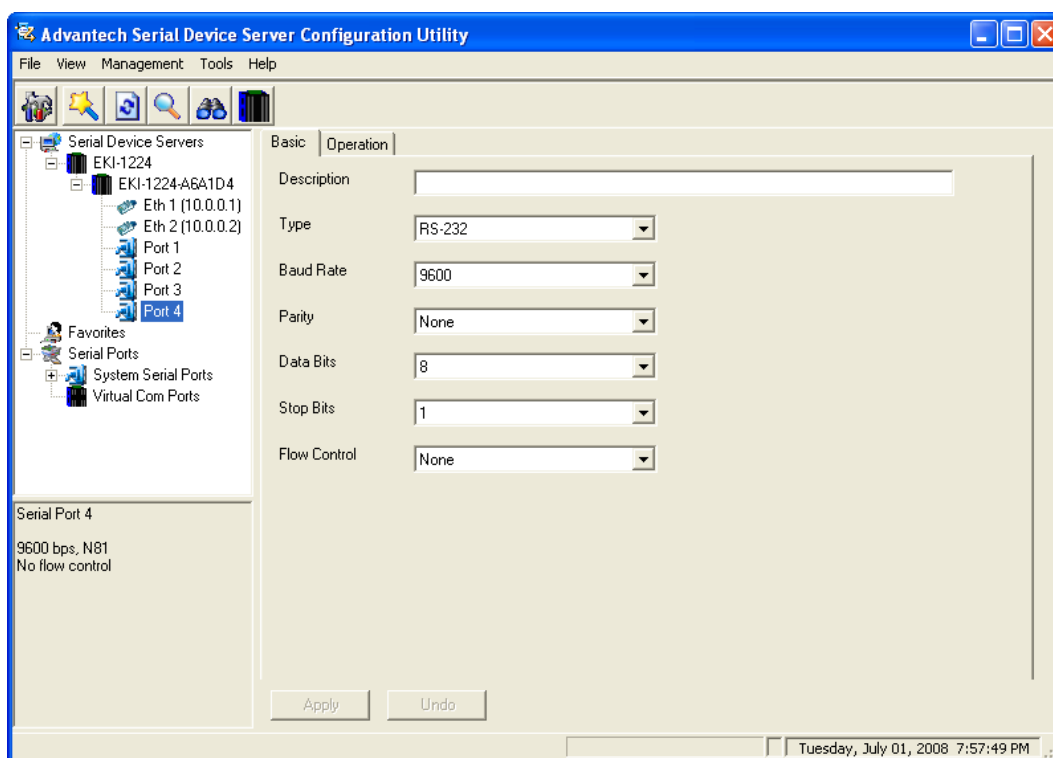 Advantech Serial Device Server Configuration Utility
File View Management Tools Help
Serial Device Servers
EKI-1224
EKI-1224-A6A1D4
Eth 1 (10.0.0.1)
Eth 2 (10.0.0.2)
Port 1
Port 2
Port 3
Port 4
Favorites
Serial Ports
System Serial Ports
Virtual Com Ports
Serial Port 4
9600 bps, N81
No flow control
Basic Operation
Description
Type RS-232
Baud Rate 9600
Parity None
Data Bits 8
Stop Bits 1
Flow Control None
Apply Undo
Tuesday, July 01, 2008 7:57:49 PM